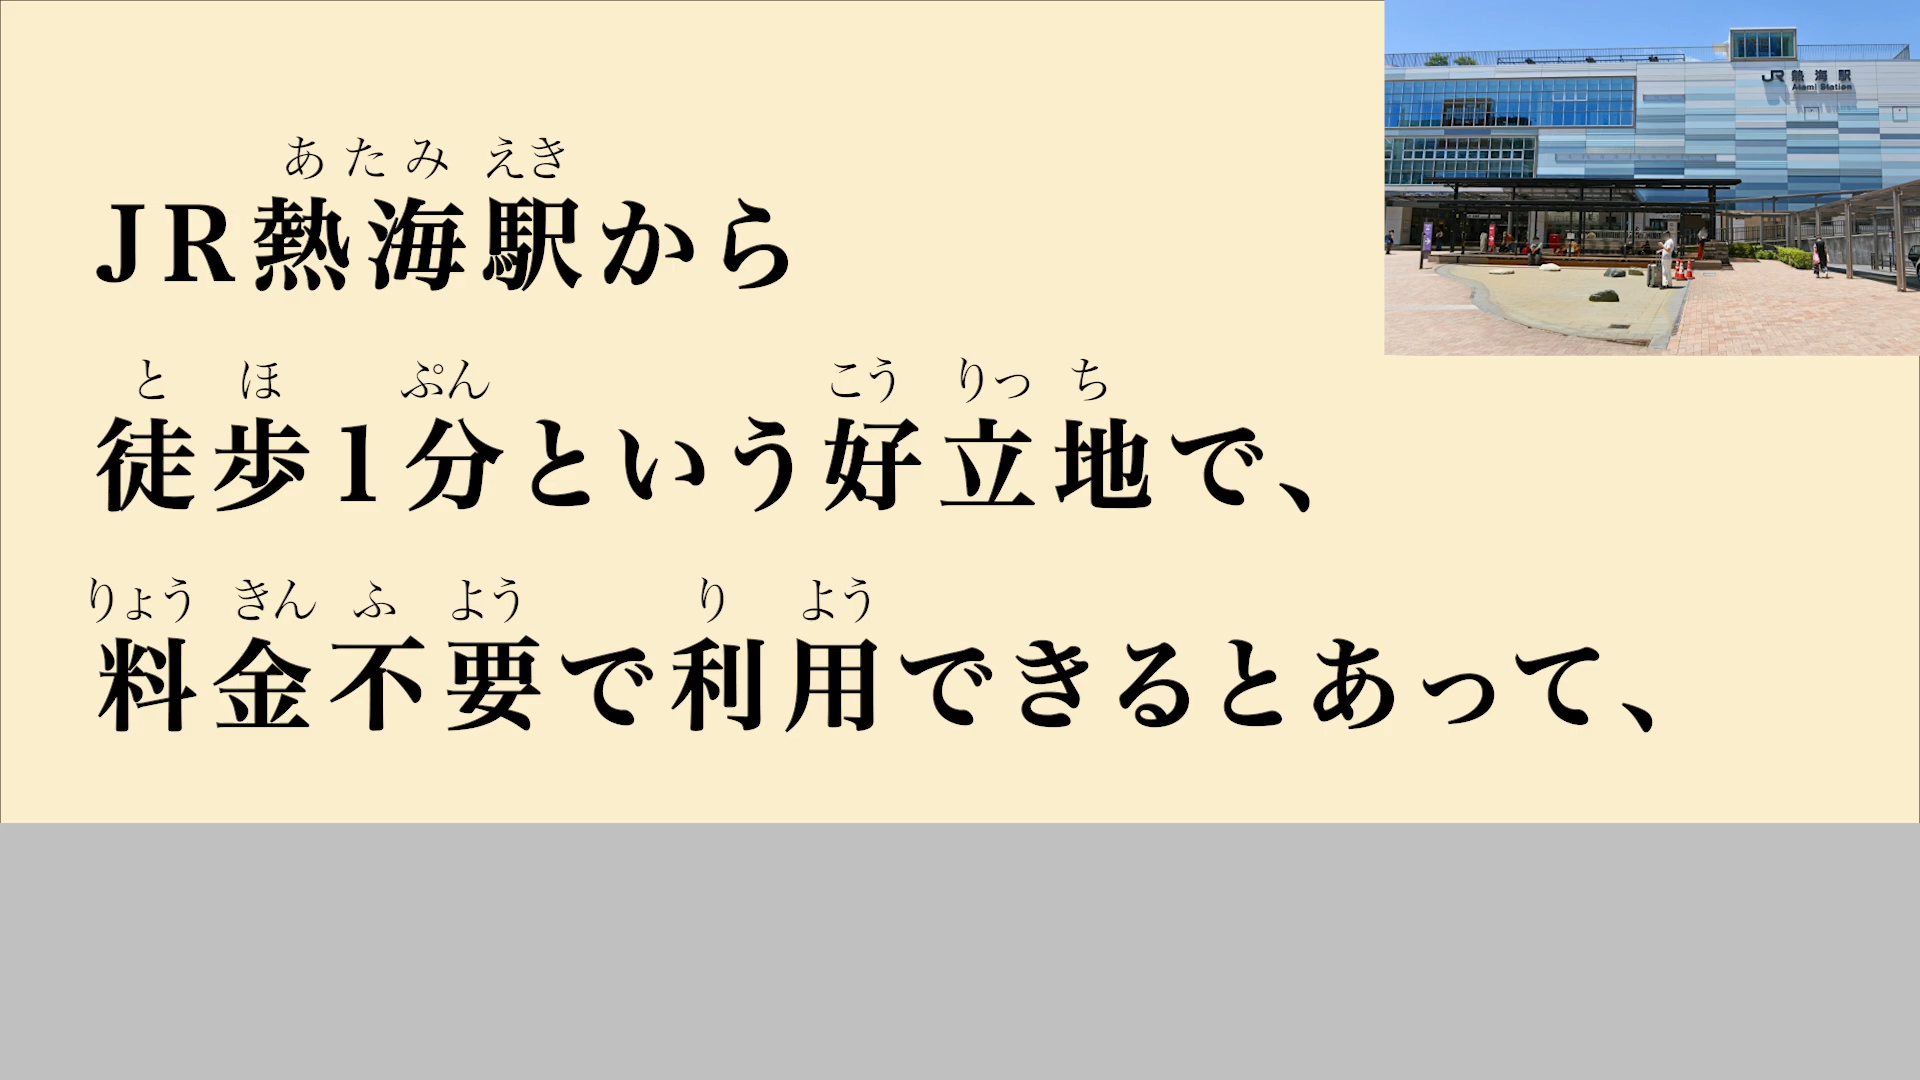 あたみ えき
JR熱海駅から
と ほ ぷん こう りっ ち
徒歩1分という好立地で、
りょう きん ふ よう り よう
料金不要で利用できるとあって、
JR 熱海駅
Atami Station